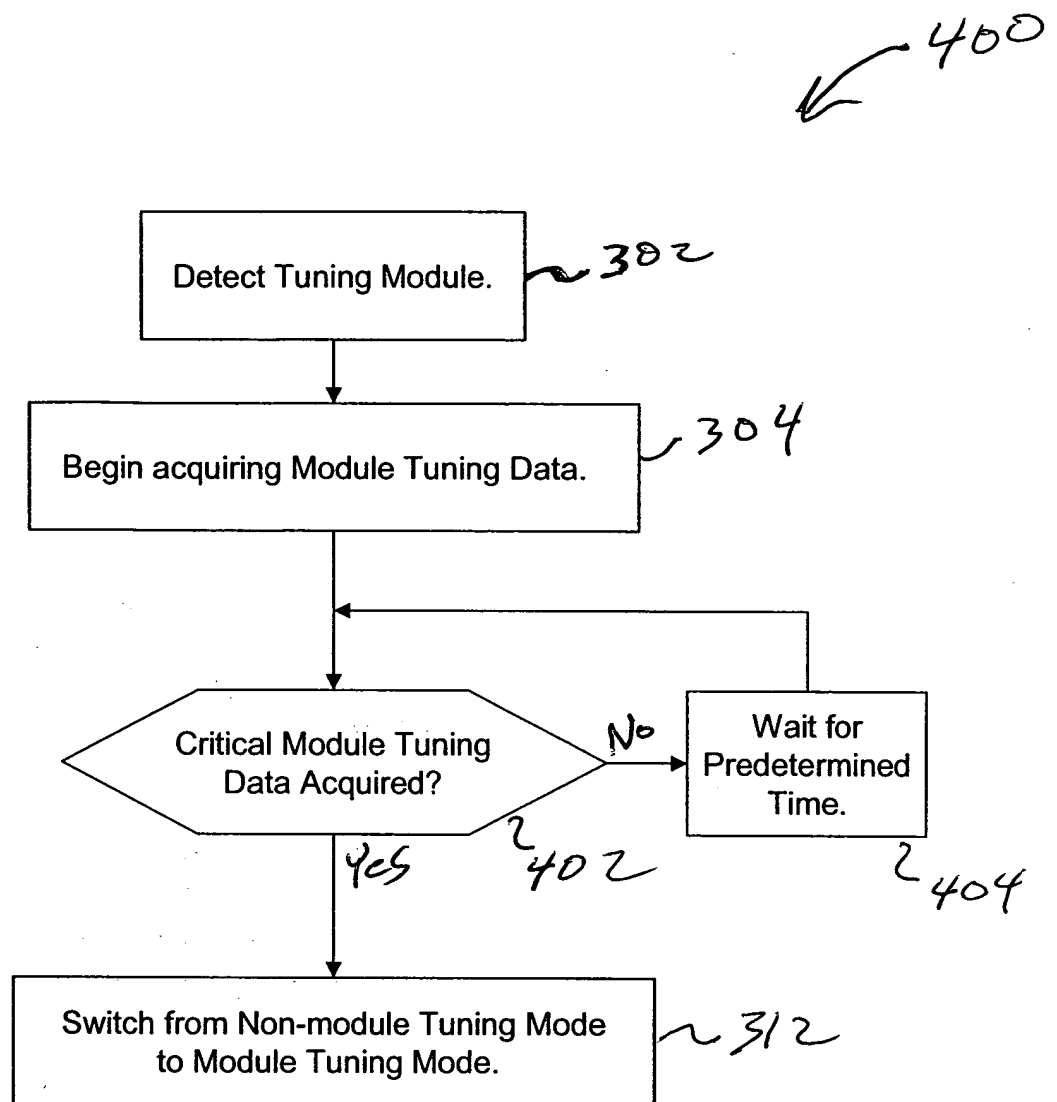 400
Detect Tuning Module.
302
Begin acquiring Module Tuning Data.
304
Critical Module Tuning
Data Acquired?
No
Wait for
Predetermined
Time.
Yes
402
404
Switch from Non-module Tuning Mode
to Module Tuning Mode.
312